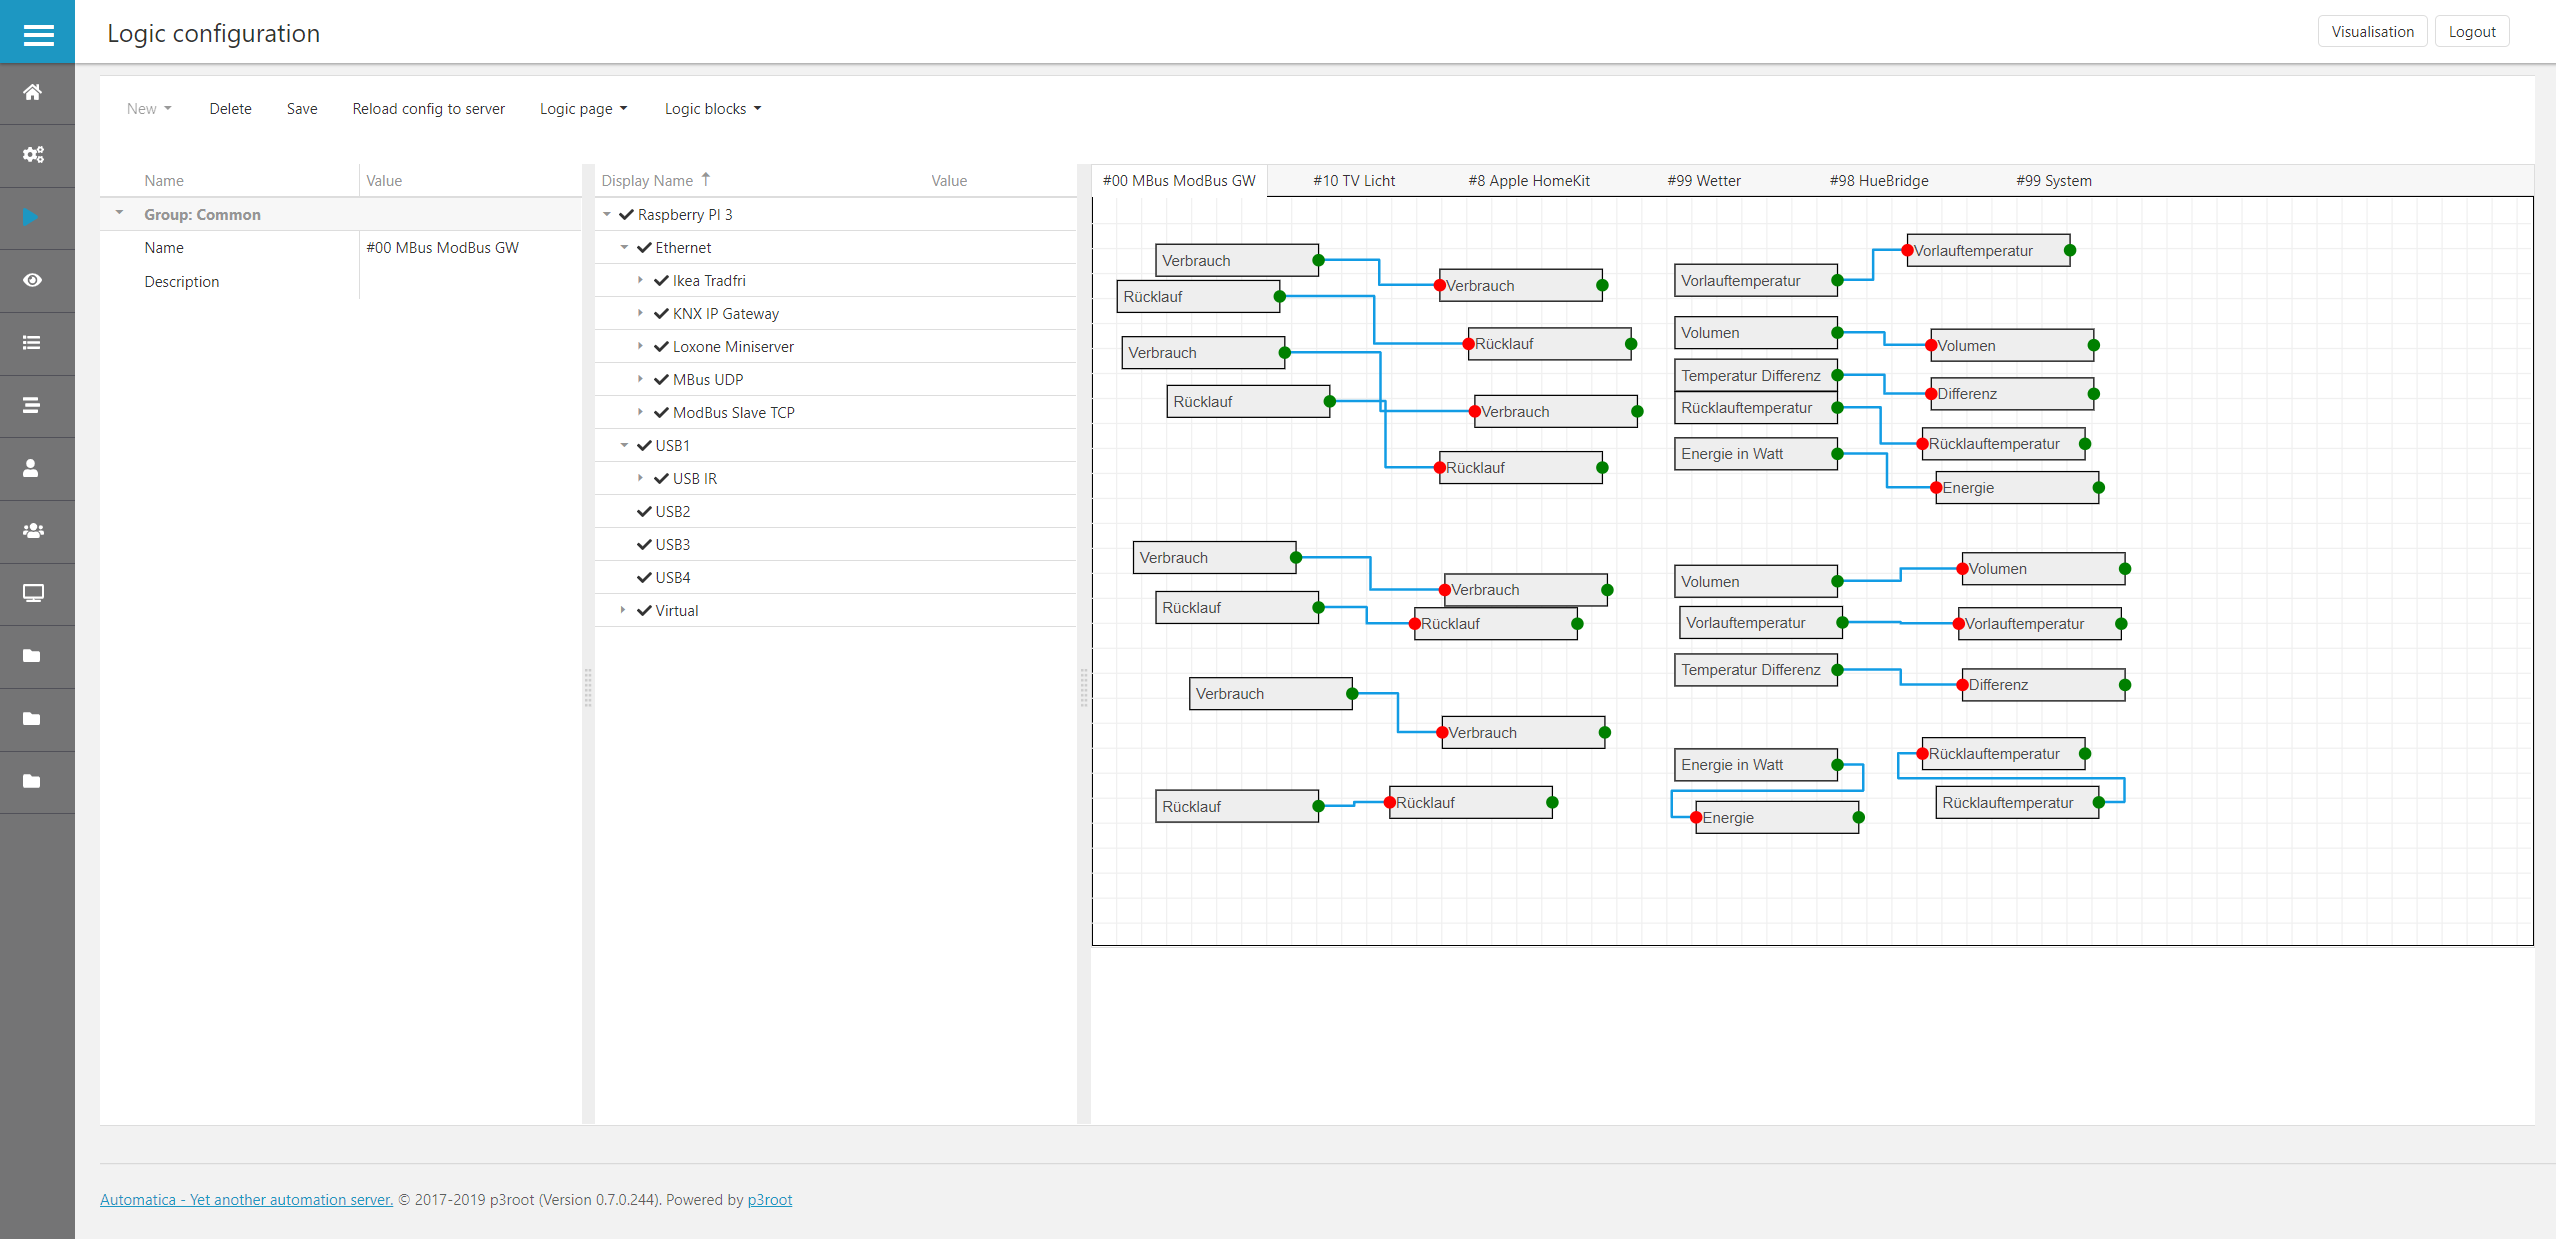 Logic configuration
Visualisation
Logout
New
Delete
Save
Reload config to server
Logic page
Logic blocks
Name
Value
Group: Common
Name
#00 MBus ModBus GW
Description
Display Name
Value
Raspberry PI 3
Ethernet
Ikea Tradfri
KNX IP Gateway
Loxone Miniserver
MBus UDP
ModBus Slave TCP
USB1
USB IR
USB2
USB3
USB4
Virtual
#00 MBus ModBus GW
#10 TV Licht
#8 Apple HomeKit
#99 Wetter
#98 HueBridge
#99 System
Verbrauch
Rücklauf
Verbrauch
Rücklauf
Verbrauch
Rücklauf
Verbrauch
Rücklauf
Vorlauftemperatur
Volumen
Temperatur Differenz
Rücklauftemperatur
Energie in Watt
Vorlauftemperatur
Volumen
Differenz
Rücklauftemperatur
Energie
Verbrauch
Rücklauf
Verbrauch
Rücklauf
Verbrauch
Rücklauf
Verbrauch
Rücklauf
Volumen
Vorlauftemperatur
Temperatur Differenz
Energie in Watt
Energie
Volumen
Vorlauftemperatur
Differenz
Rücklauftemperatur
Rücklauftemperatur
Automatica - Yet another automation server. © 2017-2019 p3root (Version 0.7.0.244). Powered by p3root